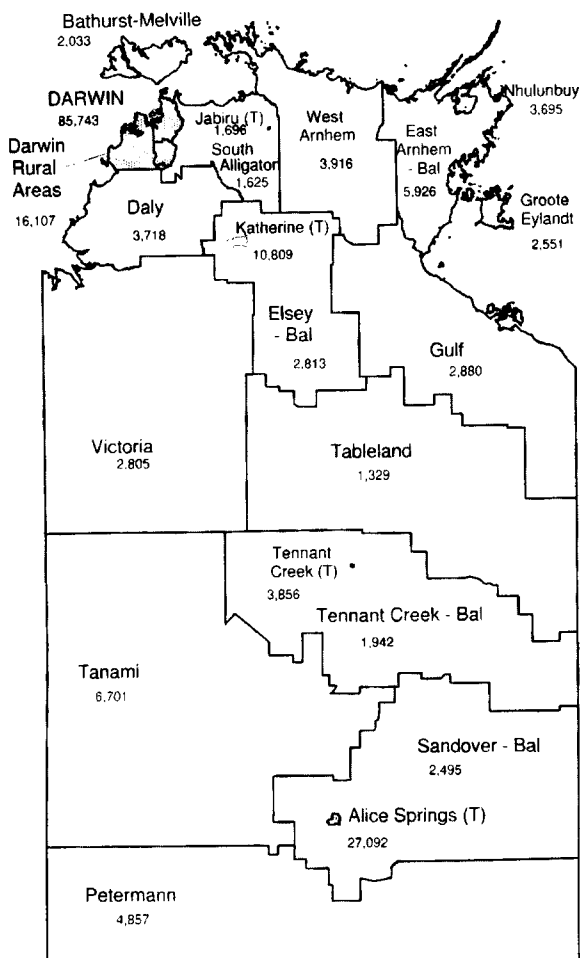 Bathurst-Melville
2,033
DARWIN
85,743
Darwin
Rural
Areas
16,107
Jabiru (T)
1,696
South
Alligator
1,625
West
Arnhem
3,916
East
Arnhem
- Bal
5,926
Nhulunbuy
3,695
Groote
Eylandt
2,551
Daly
3,718
Katherine (T)
10,809
Elsey
- Bal
2,813
Gulf
2,880
Victoria
2,805
Tableland
1,329
Tennant
Creek (T)
3,856
Tennant Creek - Bal
1,942
Tanami
6,701
Sandover - Bal
2,495
Alice Springs (T)
27,092
Petermann
4,857